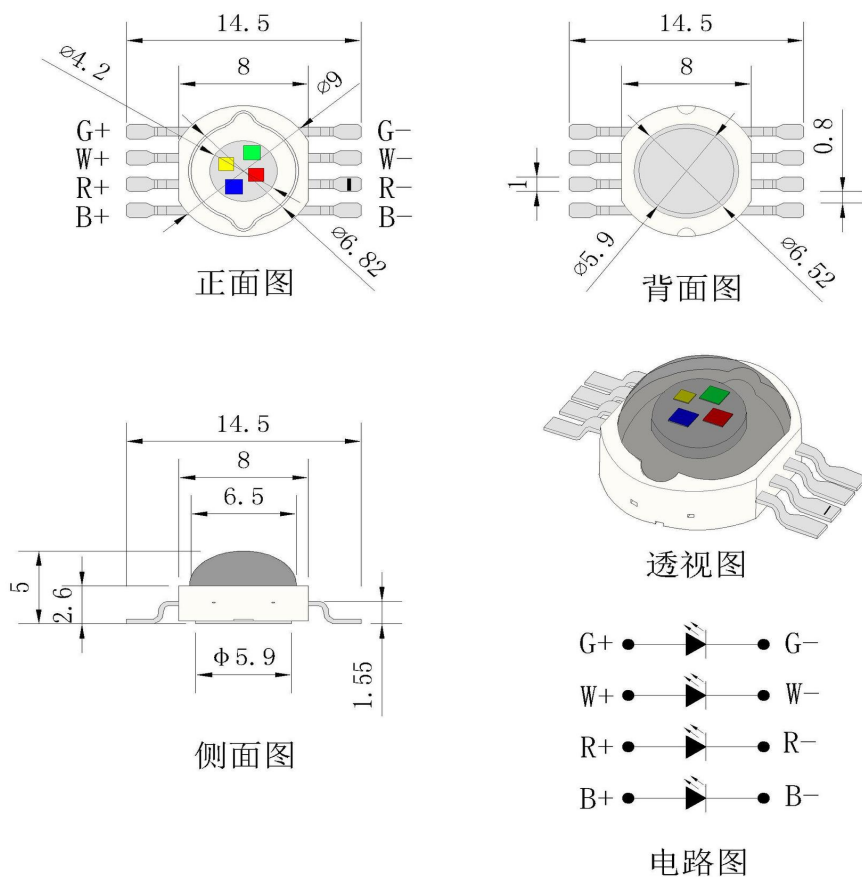 14.5
8
ø4.2
ø9
G+ G-
W+ W-
R+ R-
B+ B-
ø6.82
正面图
14.5
8
0.8
1
ø5.9
ø6.52
背面图
14.5
8
6.5
5
2.6
1.55
ф5.9
侧面图
透视图
G+ G-
W+ W-
R+ R-
B+ B-
电路图